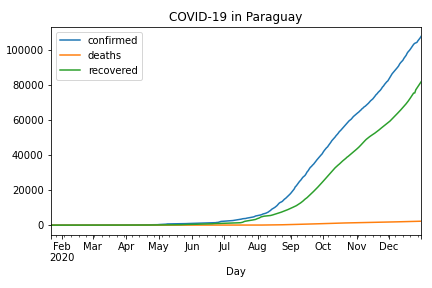 COVID-19 in Paraguay
confirmed
deaths
recovered
100000
80000
60000
40000
20000
0
Feb Mar Apr May Jun Jul Aug Sep Oct Nov Dec
2020
Day